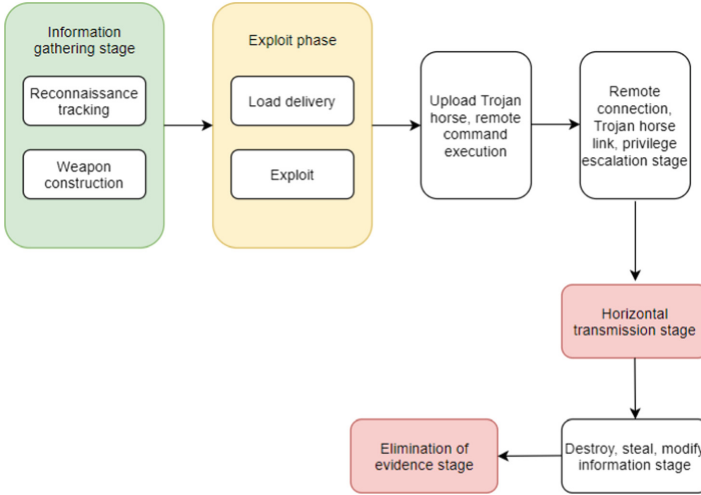 Information
gathering stage
Reconnaissance
tracking
Weapon
construction
Exploit phase
Load delivery
Exploit
Upload Trojan
horse, remote
command
execution
Remote
connection,
Trojan horse
link, privilege
escalation stage
Horizontal
transmission stage
Destroy, steal, modify
information stage
Elimination of
evidence stage